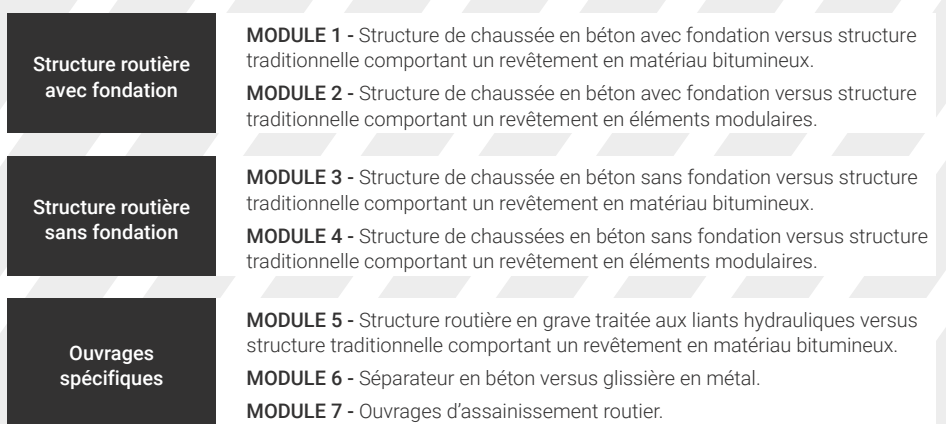 Structure routière
avec fondation
MODULE 1 - Structure de chaussée en béton avec fondation versus structure
traditionnelle comportant un revêtement en matériau bitumineux.
MODULE 2 - Structure de chaussée en béton avec fondation versus structure
traditionnelle comportant un revêtement en éléments modulaires.
Structure routière
sans fondation
MODULE 3 - Structure de chaussée en béton sans fondation versus structure
traditionnelle comportant un revêtement en matériau bitumineux.
MODULE 4 - Structure de chaussées en béton sans fondation versus structure
traditionnelle comportant un revêtement en éléments modulaires.
Ouvrages
spécifiques
MODULE 5 - Structure routière en grave traitée aux liants hydrauliques versus
structure traditionnelle comportant un revêtement en matériau bitumineux.
MODULE 6 - Séparateur en béton versus glissière en métal.
MODULE 7 - Ouvrages d'assainissement routier.